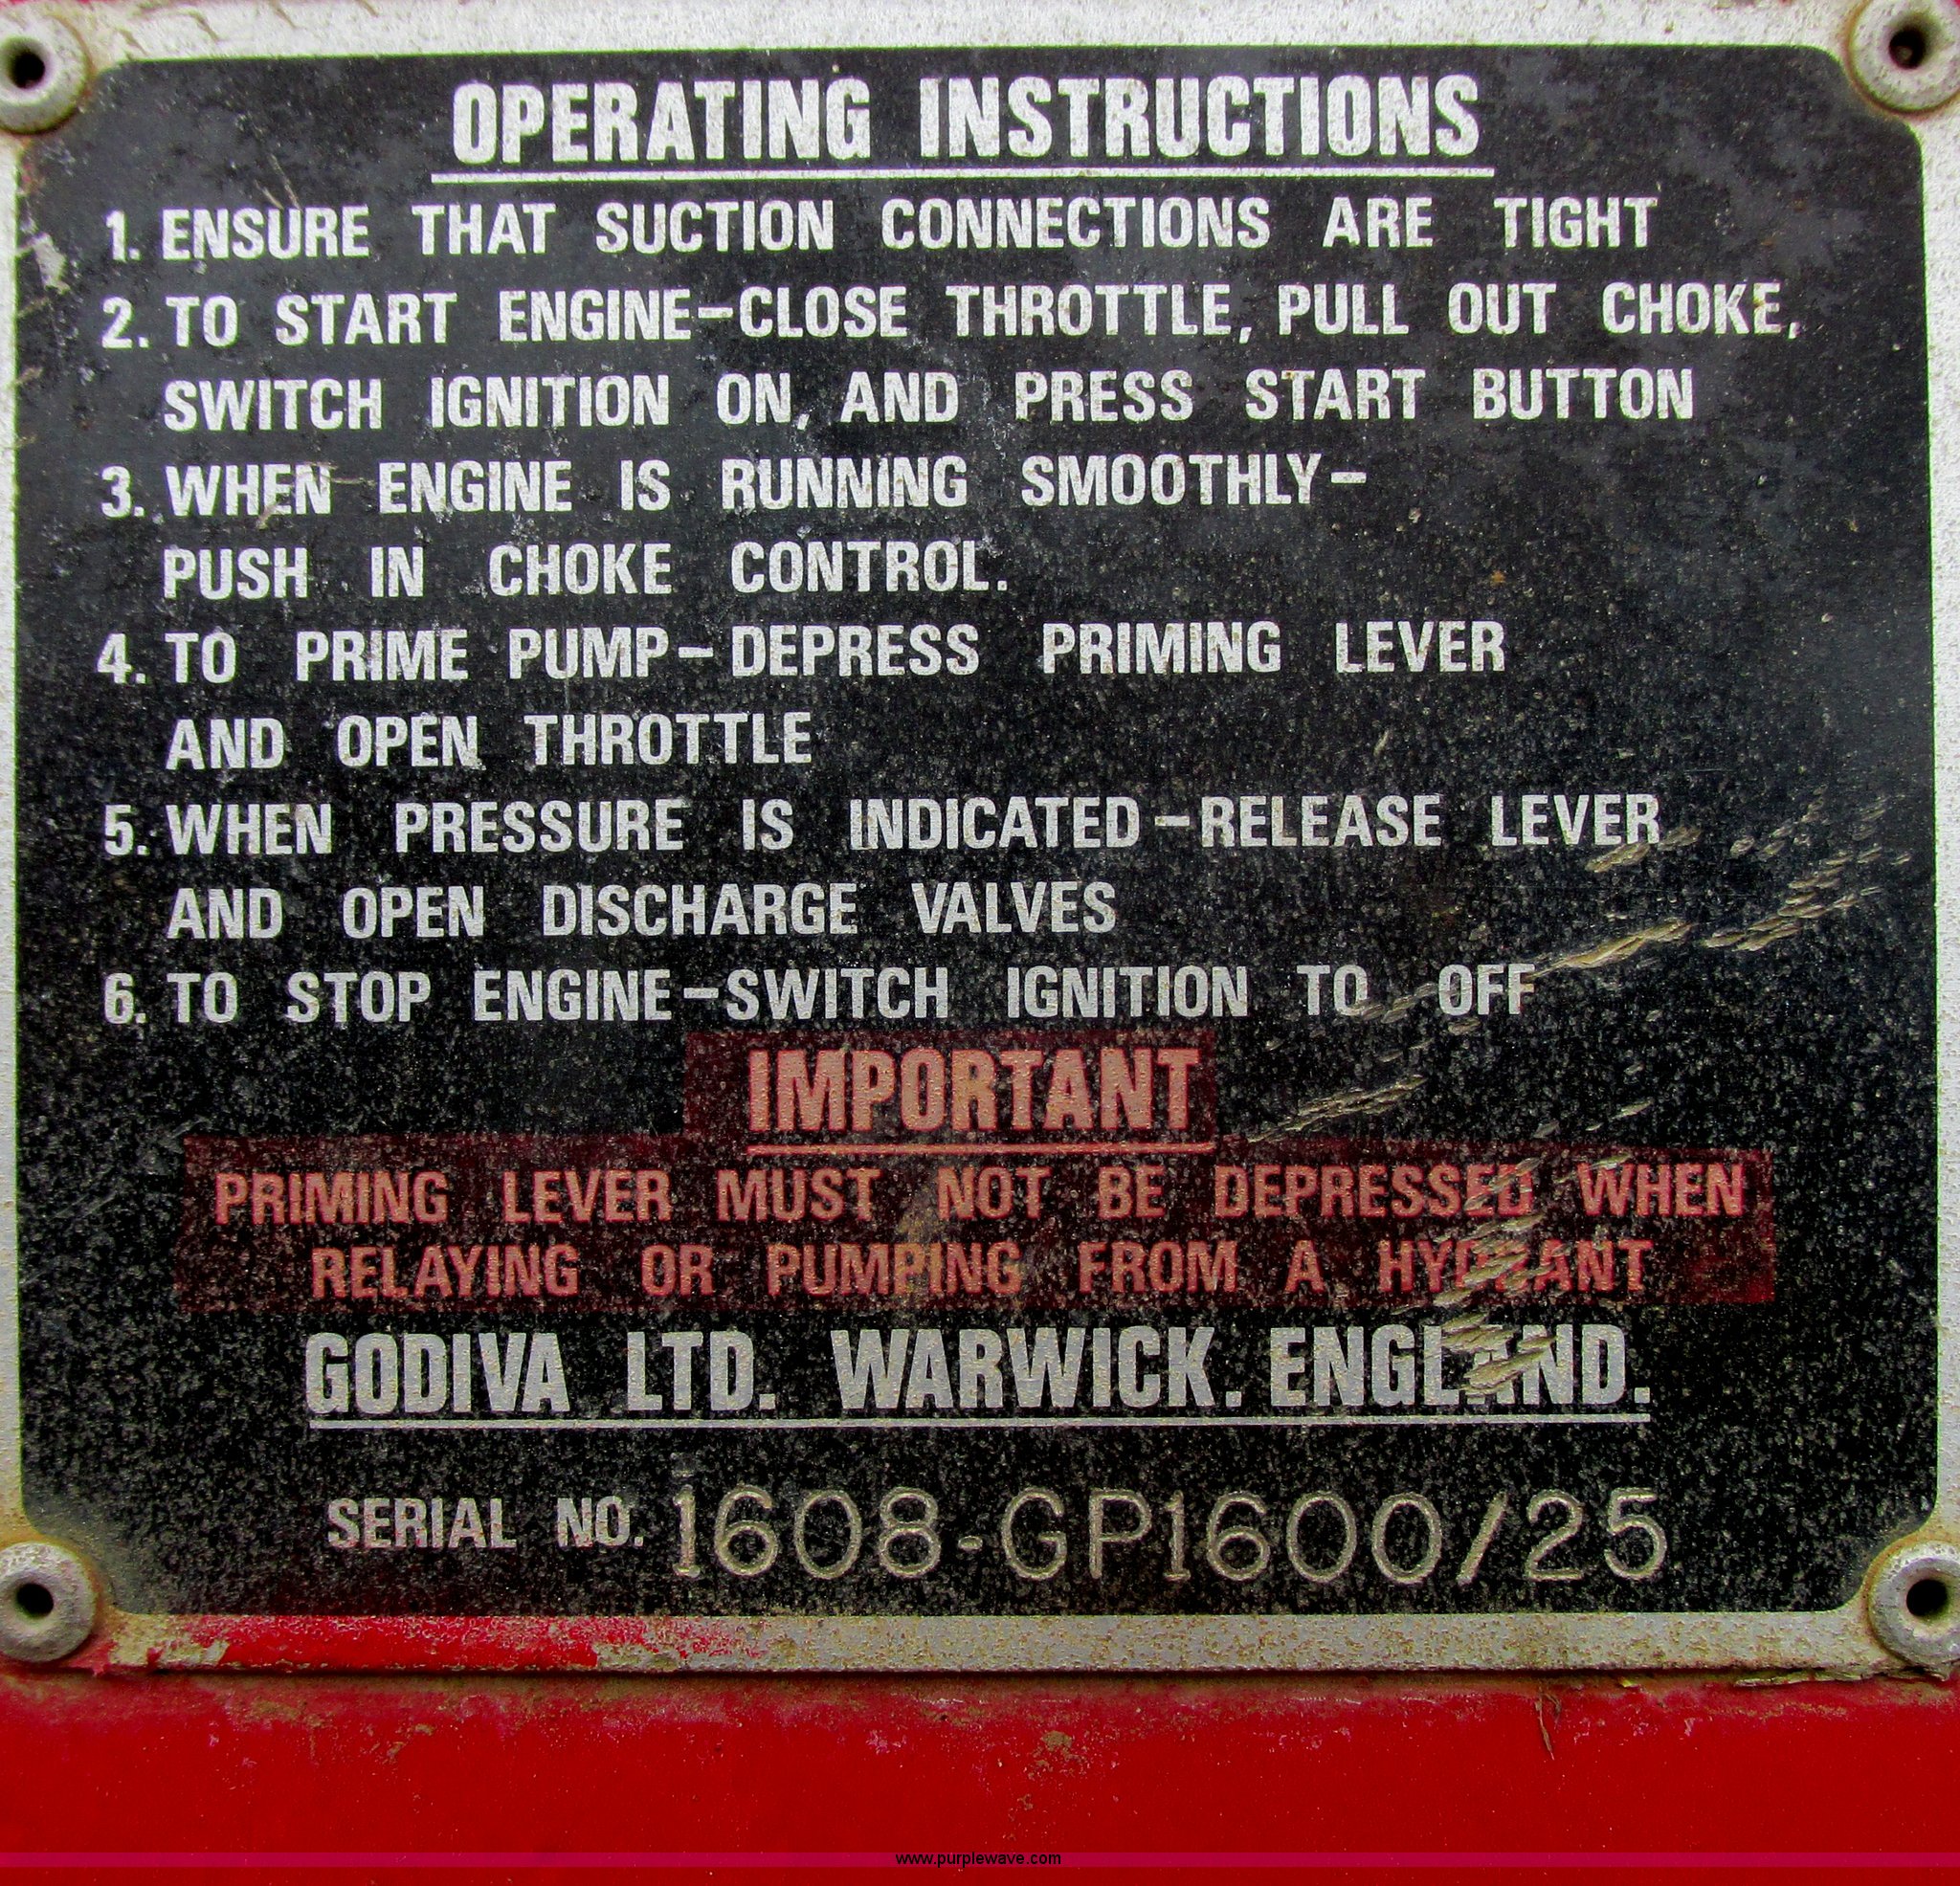 OPERATING INSTRUCTIONS
1. ENSURE THAT SUCTION CONNECTIONS ARE TIGHT
2. TO START ENGINE-CLOSE THROTTLE, PULL OUT CHOKE,
SWITCH IGNITION ON, AND PRESS START BUTTON
3. WHEN ENGINE IS RUNNING SMOOTHLY-
PUSH IN CHOKE CONTROL.
4. TO PRIME PUMP-DEPRESS PRIMING LEVER
AND OPEN THROTTLE
5. WHEN PRESSURE IS INDICATED-RELEASE LEVER
AND OPEN DISCHARGE VALVES
6. TO STOP ENGINE-SWITCH IGNITION TO OFF
IMPORTANT
PRIMING LEVER MUST NOT BE DEPRESSED WHEN
RELAYING OR PUMPING FROM A HYDRANT
GODIVA LTD. WARWICK. ENGLAND.
SERIAL NO. 1608-GP1600/25
www.purplewave.com